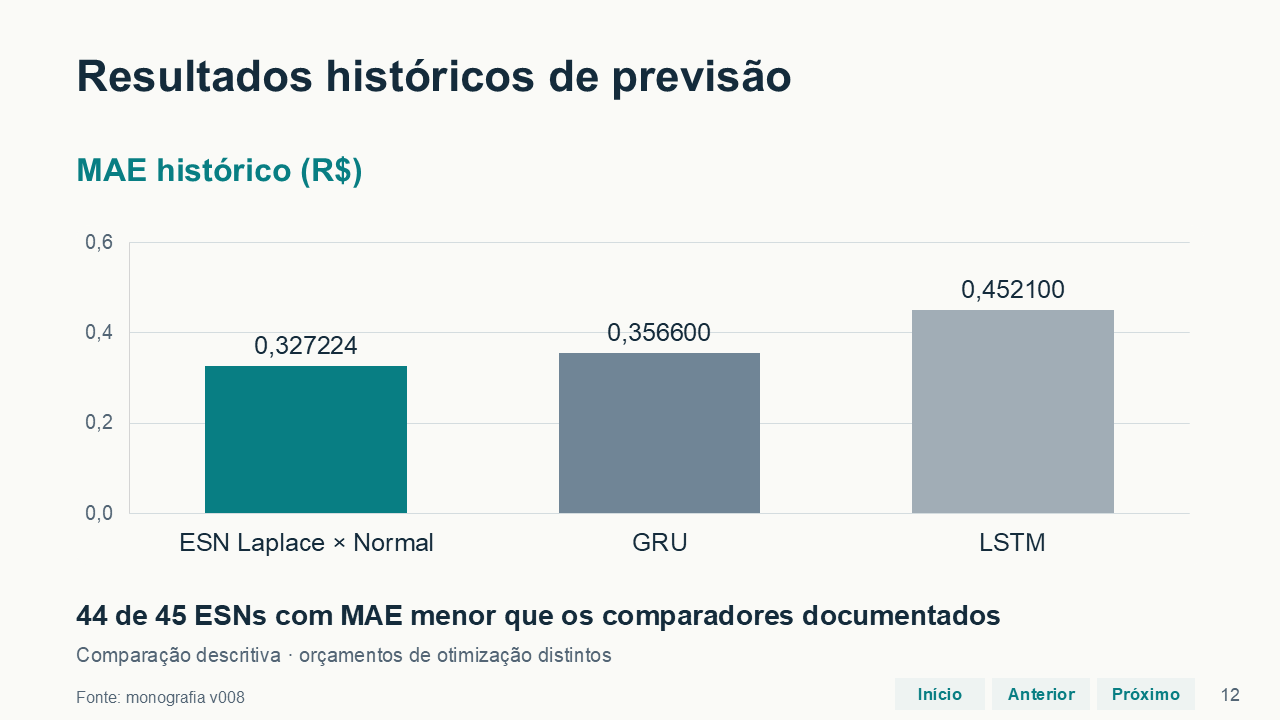 Resultados históricos de previsão
MAE histórico (R$)
0,6
0,4
0,2
0,0
0,327224
0,356600
0,452100
ESN Laplace × Normal
GRU
LSTM
44 de 45 ESNs com MAE menor que os comparadores documentados
Comparação descritiva · orçamentos de otimização distintos
Fonte: monografia v008
Início
Anterior
Próximo
12